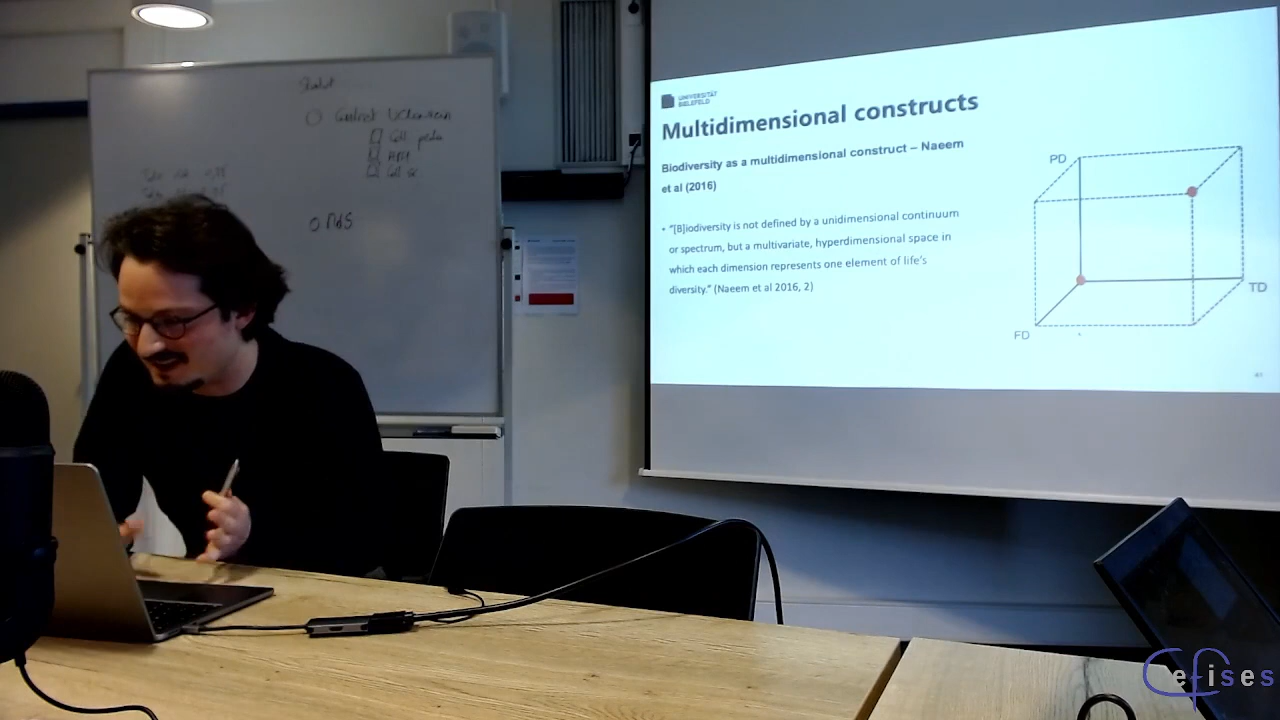 UNIVERSITÄT
BIELEFELD
Multidimensional constructs
Biodiversity as a multidimensional construct – Naeem
et al (2016)
• "[B]iodiversity is not defined by a unidimensional continuum
or spectrum, but a multivariate, hyperdimensional space in
which each dimension represents one element of life's
diversity." (Naeem et al 2016, 2)
PD
TD
FD
Cefises